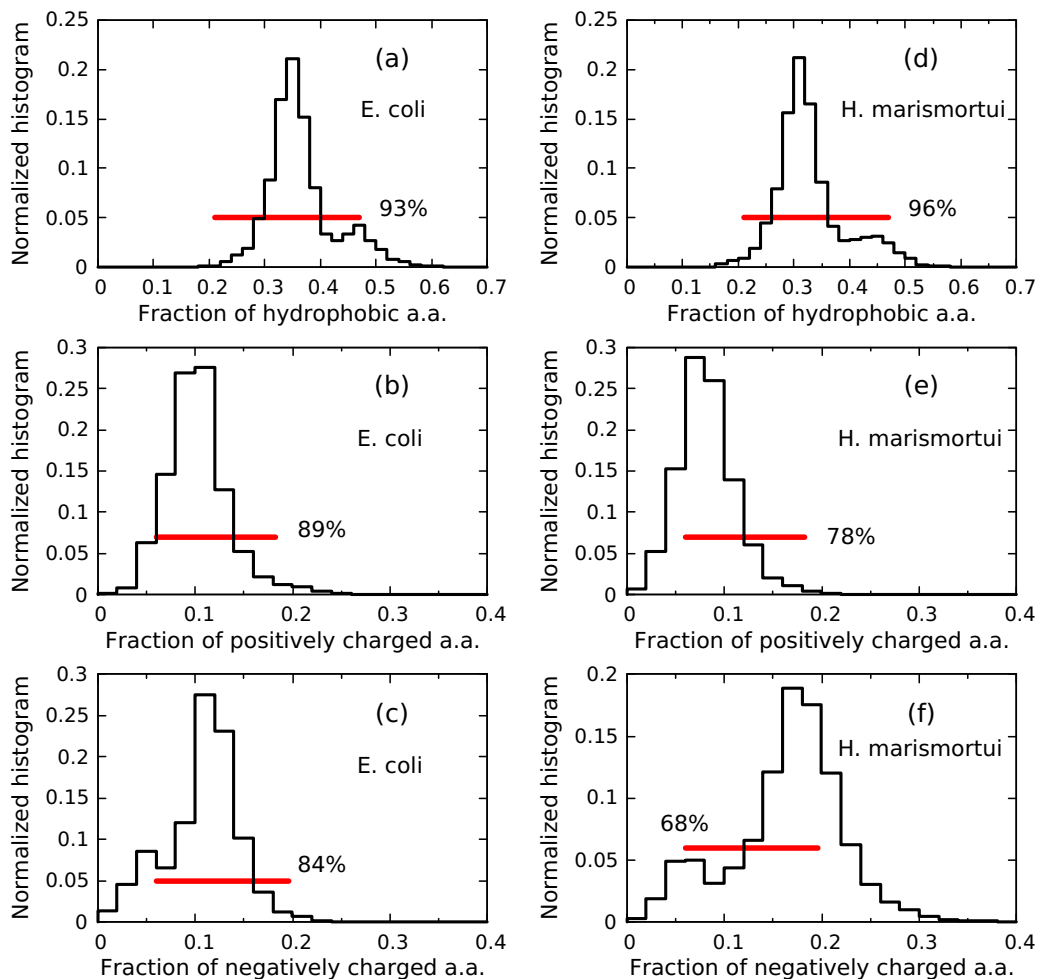 Normalized histogram
0.25
0.2
0.15
0.1
0.05
0
(a)
E. coli
93%
0 0.1 0.2 0.3 0.4 0.5 0.6 0.7
Fraction of hydrophobic a.a.
Normalized histogram
0.25
0.2
0.15
0.1
0.05
0
(d)
H. marismortui
96%
0 0.1 0.2 0.3 0.4 0.5 0.6 0.7
Fraction of hydrophobic a.a.
Normalized histogram
0.3
0.25
0.2
0.15
0.1
0.05
0
(b)
E. coli
89%
0 0.1 0.2 0.3 0.4
Fraction of positively charged a.a.
Normalized histogram
0.3
0.25
0.2
0.15
0.1
0.05
0
(e)
H. marismortui
78%
0 0.1 0.2 0.3 0.4
Fraction of positively charged a.a.
Normalized histogram
0.3
0.25
0.2
0.15
0.1
0.05
0
(c)
E. coli
84%
0 0.1 0.2 0.3 0.4
Fraction of negatively charged a.a.
Normalized histogram
0.2
0.15
0.1
0.05
0
(f)
H. marismortui
68%
0 0.1 0.2 0.3 0.4
Fraction of negatively charged a.a.